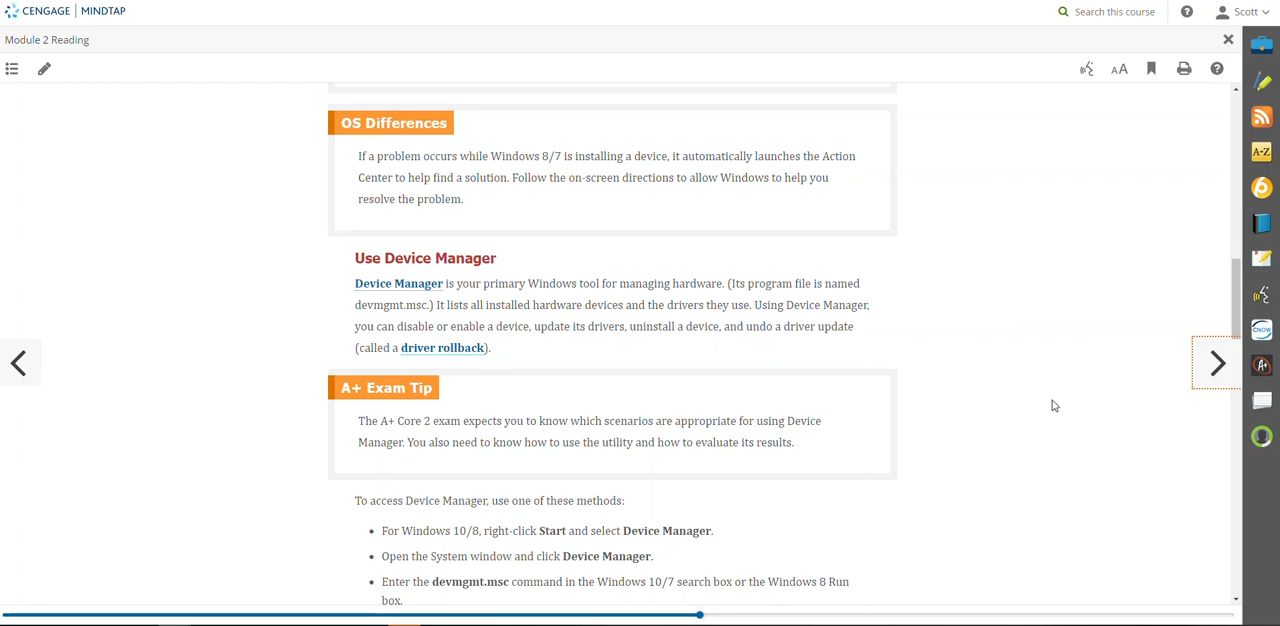 CENGAGE | MINDTAP
Search this course
Scott
Module 2 Reading
AA
OS Differences
If a problem occurs while Windows 8/7 is installing a device, it automatically launches the Action
Center to help find a solution. Follow the on-screen directions to allow Windows to help you
resolve the problem.
Use Device Manager
Device Manager is your primary Windows tool for managing hardware. (Its program file is named
devmgmt.msc.) It lists all installed hardware devices and the drivers they use. Using Device Manager,
you can disable or enable a device, update its drivers, uninstall a device, and undo a driver update
(called a driver rollback).
A+ Exam Tip
The A+ Core 2 exam expects you to know which scenarios are appropriate for using Device
Manager. You also need to know how to use the utility and how to evaluate its results.
To access Device Manager, use one of these methods:
• For Windows 10/8, right-click Start and select Device Manager.
• Open the System window and click Device Manager.
• Enter the devmgmt.msc command in the Windows 10/7 search box or the Windows 8 Run
box.
A-Z
CNOW
A+